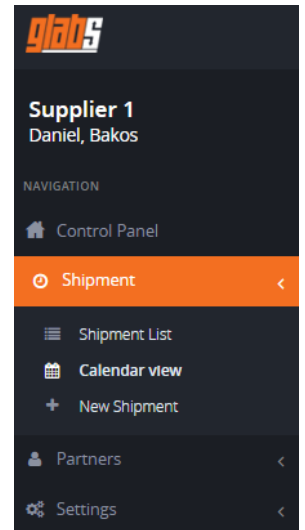 glabs
Supplier 1
Daniel, Bakos
NAVIGATION
Control Panel
Shipment
Shipment List
Calendar view
New Shipment
Partners
Settings